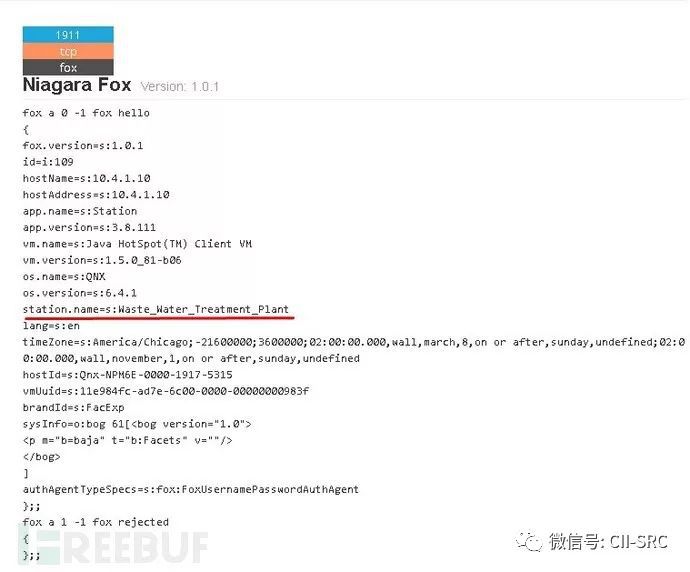 1911
tcp
fox
Niagara Fox Version: 1.0.1
fox a 0 -1 fox hello
{
fox.version=s:1.0.1
id=i:109
hostName=s:10.4.1.10
hostAddress=s:10.4.1.10
app.name=s:Station
app.version=s:3.8.111
vm.name=s:Java HotSpot(TM) Client VM
vm.version=s:1.5.0_81-b06
os.name=s:QNX
os.version=s:6.4.1
station.name=s:Waste_Water_Treatment_Plant
lang=s:en
timeZone=s:America/Chicago;-21600000;3600000;02:00:00.000,wall,march,8,on or after,sunday,undefined;02:0
0:00.000,wall,november,1,on or after,sunday,undefined
hostId=s:Qnx-NPM6E-0000-1917-5315
vmUuid=s:11e984fc-ad7e-6c00-0000-00000000983f
brandId=s:FacExp
sysInfo=o:bog 61[<bog version="1.0">
<p m="b=baja" t="b:Facets" v=""/>
</bog>
]
authAgentTypeSpecs=s:fox:FoxUsernamePasswordAuthAgent
};;
fox a 1 -1 fox rejected
{
};;
FREEBUF
微信号: CII-SRC